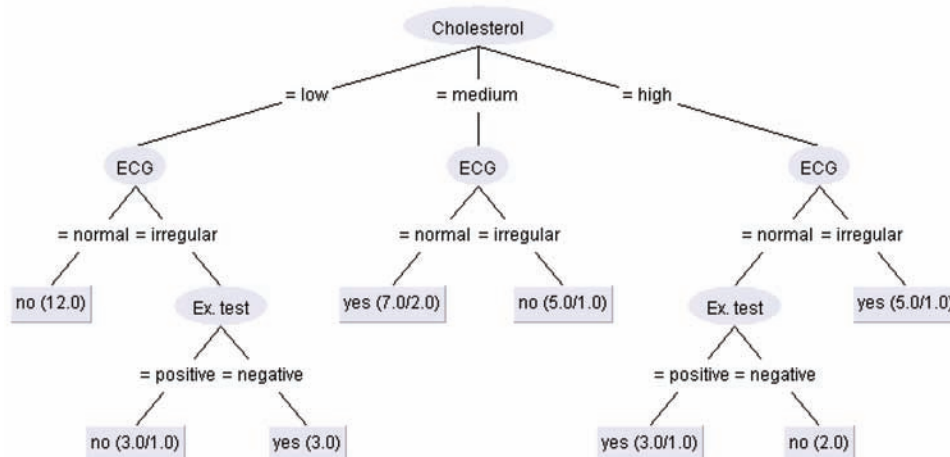 Cholesterol
= low = medium = high
ECG ECG ECG
= normal = irregular = normal = irregular = normal = irregular
no (12.0) Ex. test yes (7.0/2.0) no (5.0/1.0) Ex. test yes (5.0/1.0)
= positive = negative = positive = negative
no (3.0/1.0) yes (3.0) yes (3.0/1.0) no (2.0)